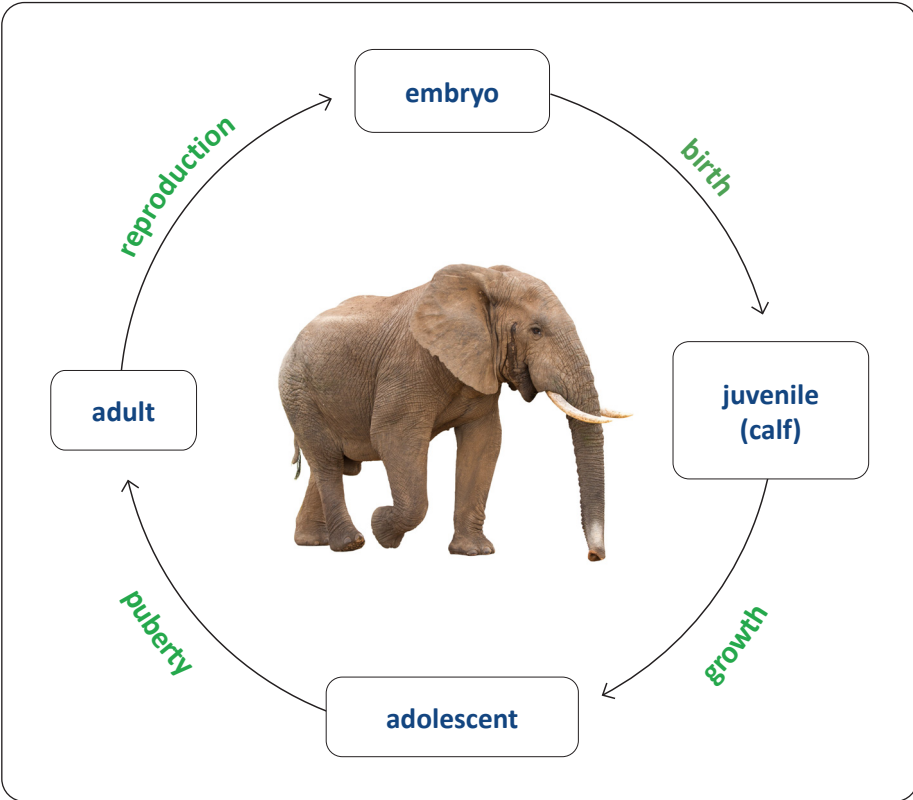 embryo
birth
juvenile
(calf)
growth
adolescent
puberty
adult
reproduction